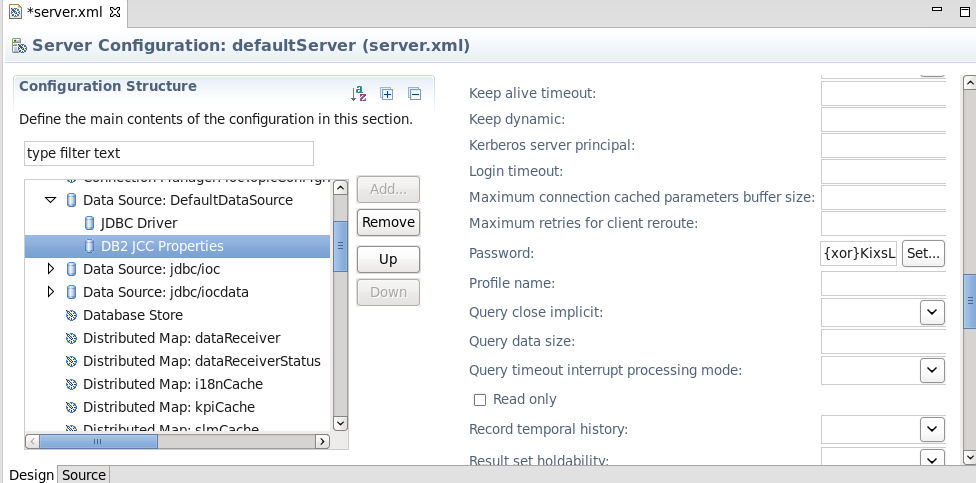 *server.xml
Server Configuration: defaultServer (server.xml)
Configuration Structure
Define the main contents of the configuration in this section.
type filter text
Data Source: DefaultDataSource
JDBC Driver
DB2 JCC Properties
Data Source: jdbc/ioc
Data Source: jdbc/iocdata
Database Store
Distributed Map: dataReceiver
Distributed Map: dataReceiverStatus
Distributed Map: i18nCache
Distributed Map: kpiCache
Distributed Map: slmCache
Add...
Remove
Up
Down
Keep alive timeout:
Keep dynamic:
Kerberos server principal:
Login timeout:
Maximum connection cached parameters buffer size:
Maximum retries for client reroute:
Password: {xor}KixsL Set...
Profile name:
Query close implicit:
Query data size:
Query timeout interrupt processing mode:
Read only
Record temporal history:
Result set holdability:
Design Source